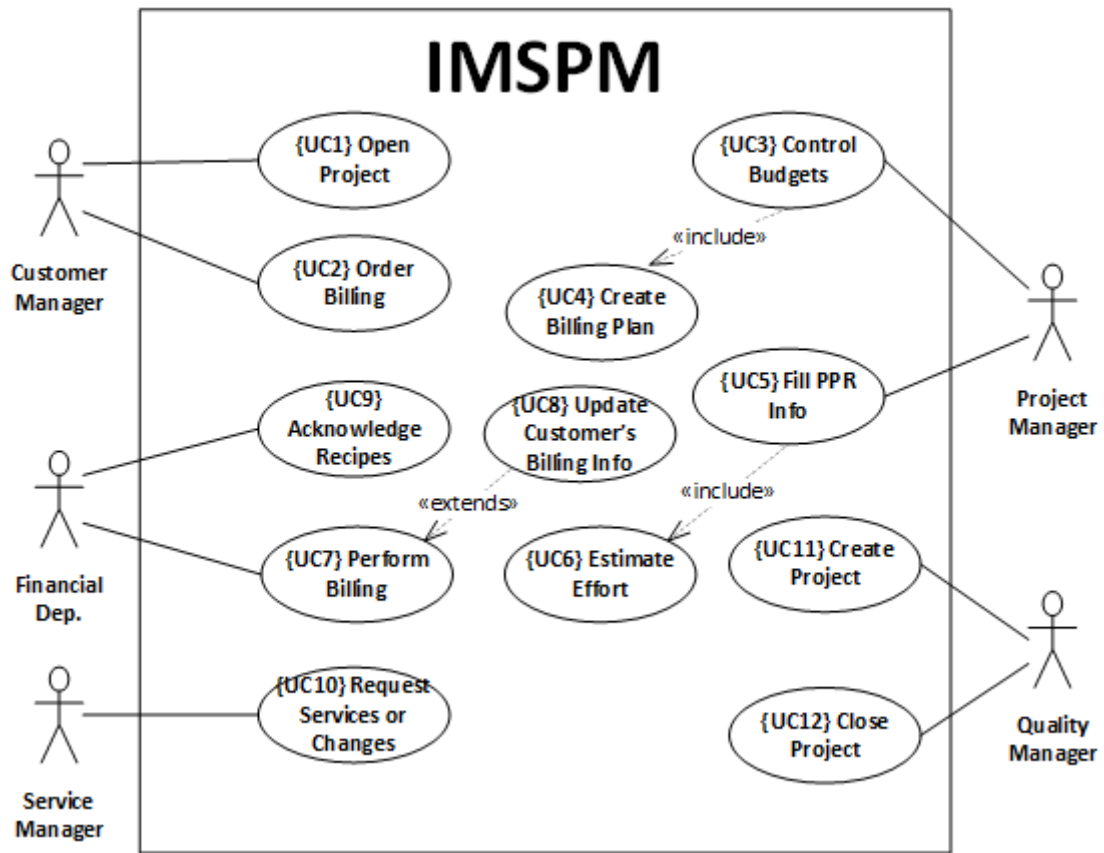 IMSPM
{UC1} Open
Project
{UC3} Control
Budgets
«include»
Customer
Manager
{UC2} Order
Billing
{UC4} Create
Billing Plan
{UC5} Fill PPR
Info
Project
Manager
{UC9}
Acknowledge
Recipes
{UC8} Update
Customer's
Billing Info
«extends»
«include»
{UC7} Perform
Billing
{UC6} Estimate
Effort
{UC11} Create
Project
Financial
Dep.
{UC10} Request
Services or
Changes
{UC12} Close
Project
Quality
Manager
Service
Manager